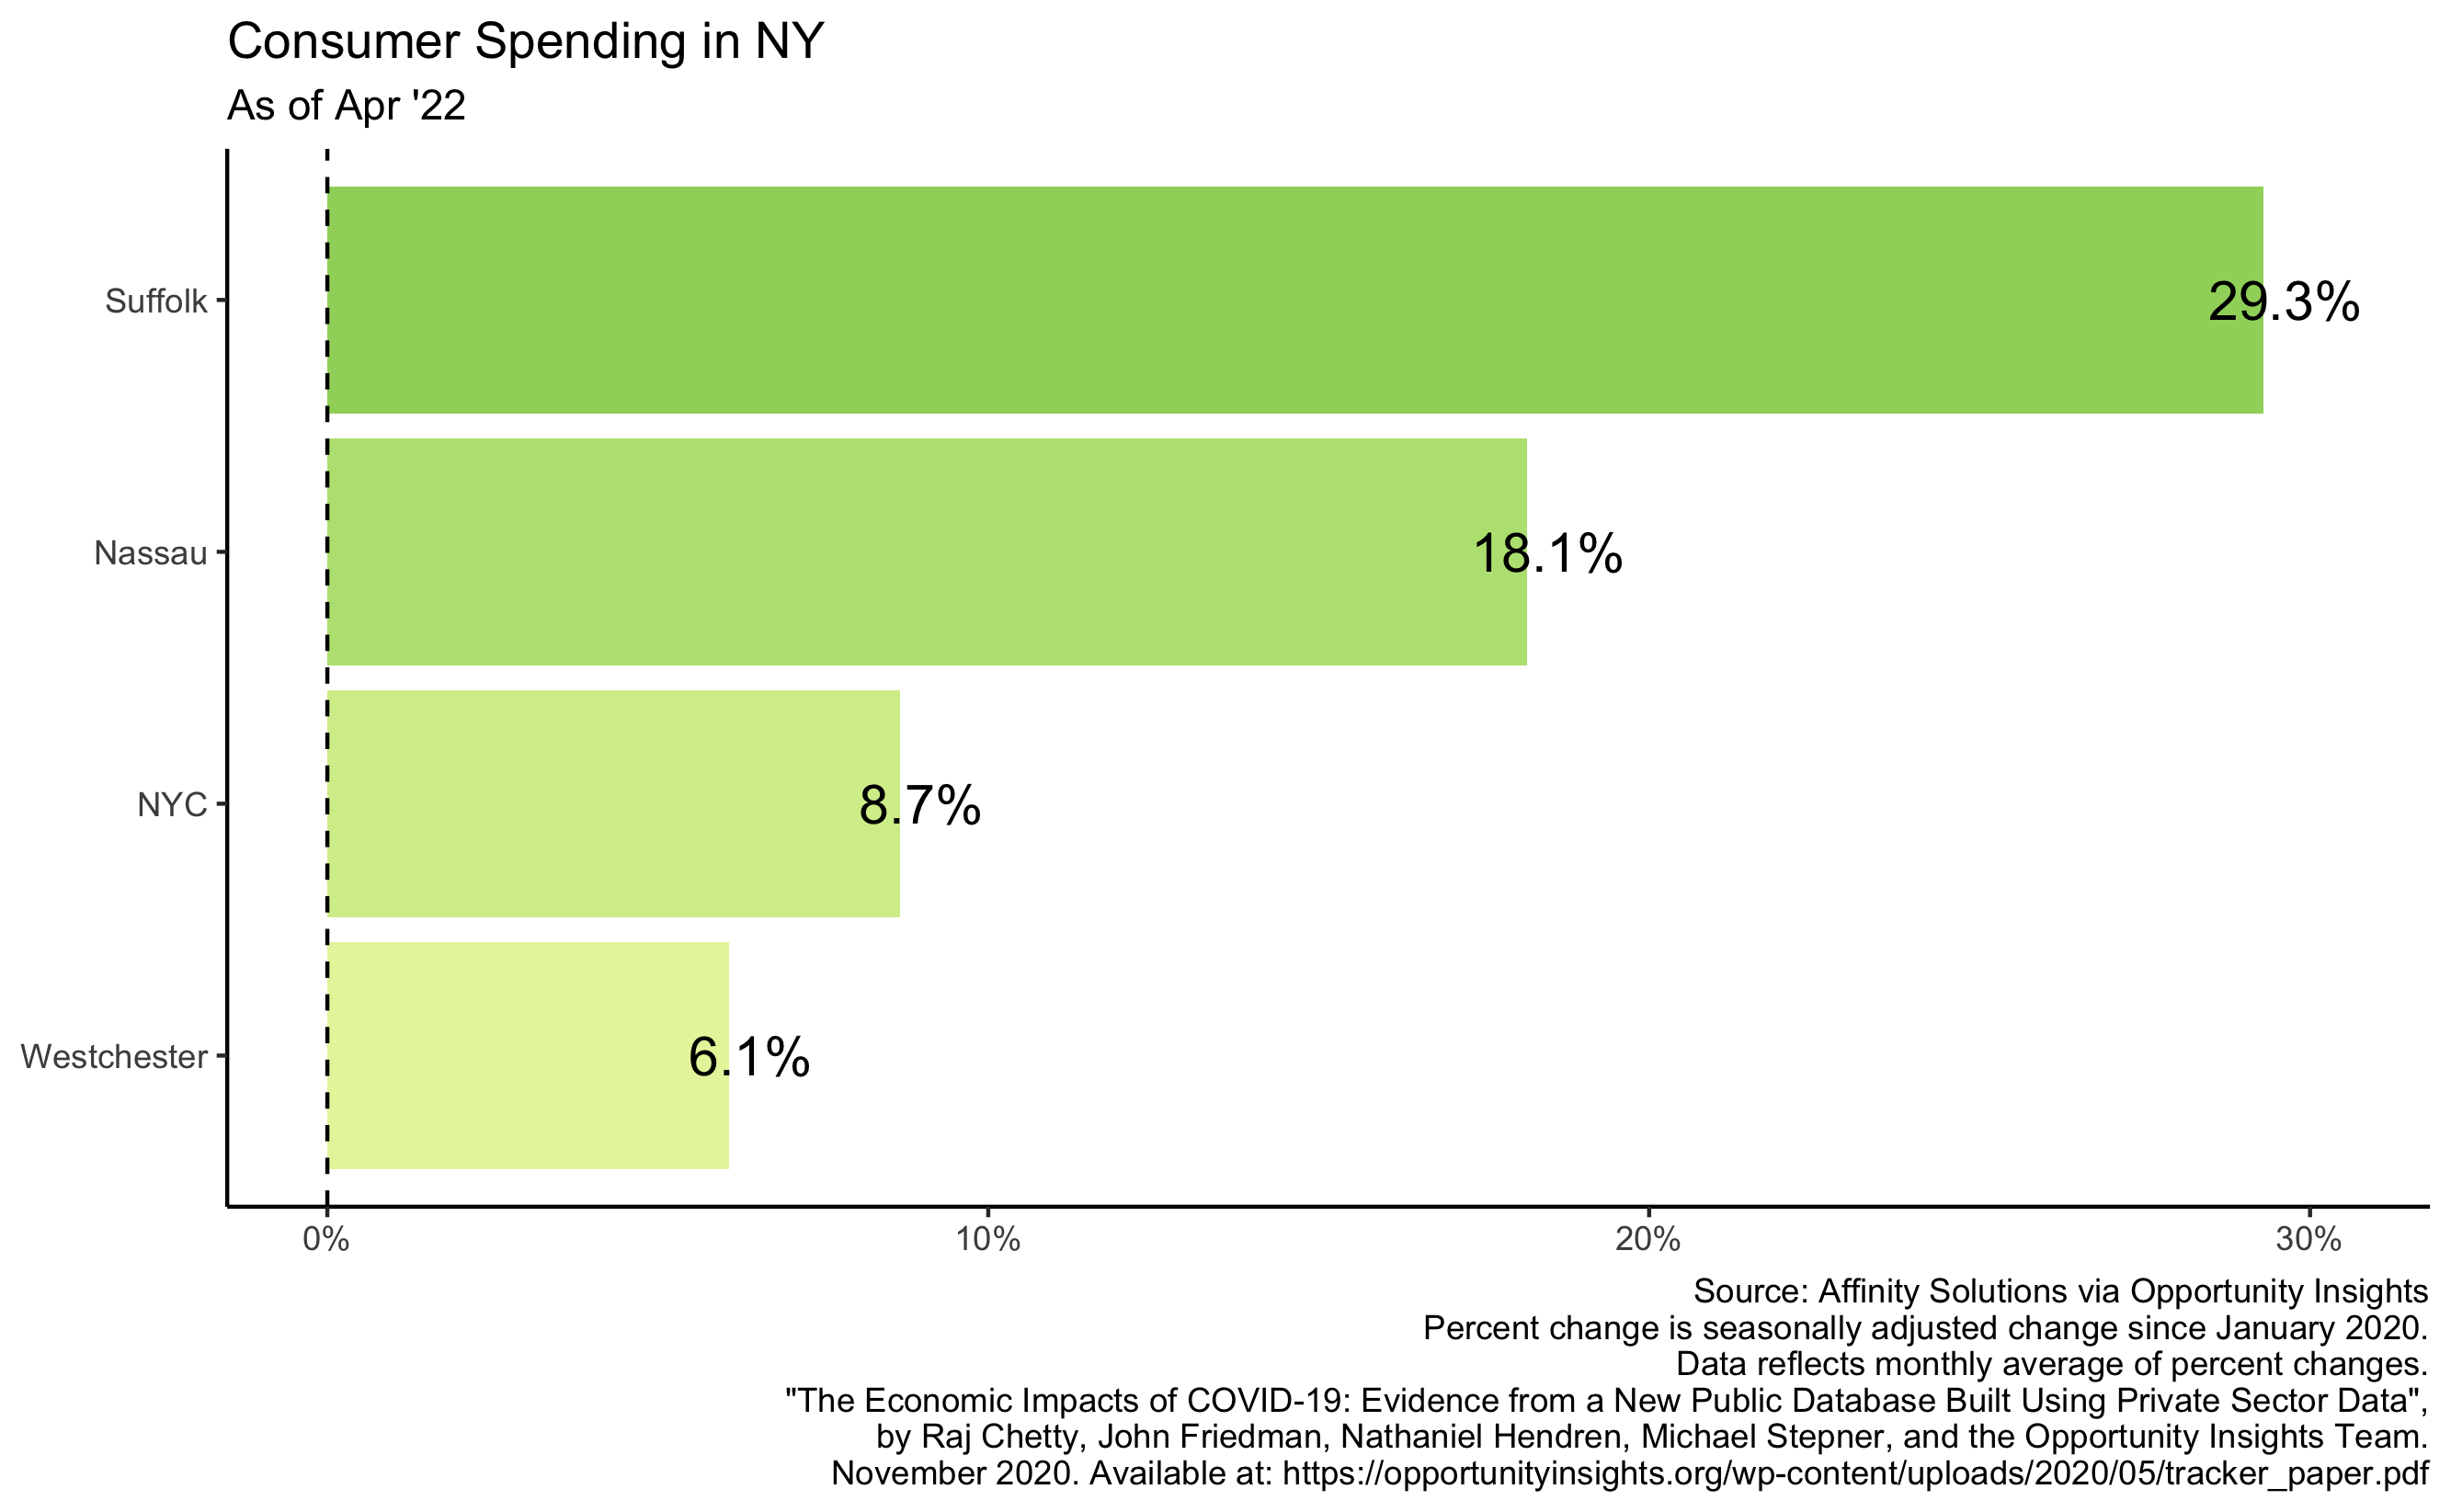 Consumer Spending in NY
As of Apr '22
Suffolk
29.3%
Nassau
18.1%
NYC
8.7%
Westchester
6.1%
0%
10%
20%
30%
Source: Affinity Solutions via Opportunity Insights
Percent change is seasonally adjusted change since January 2020.
Data reflects monthly average of percent changes.
"The Economic Impacts of COVID-19: Evidence from a New Public Database Built Using Private Sector Data",
by Raj Chetty, John Friedman, Nathaniel Hendren, Michael Stepner, and the Opportunity Insights Team.
November 2020. Available at: https://opportunityinsights.org/wp-content/uploads/2020/05/tracker_paper.pdf